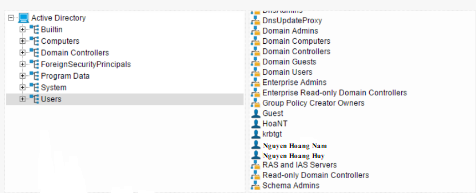 Active Directory
Builtin
Computers
Domain Controllers
ForeignSecurityPrincipals
Program Data
System
Users
DnsAdmins
DnsUpdateProxy
Domain Admins
Domain Computers
Domain Controllers
Domain Guests
Domain Users
Enterprise Admins
Enterprise Read-only Domain Controllers
Group Policy Creator Owners
Guest
HoaNT
krbtgt
Nguyen Hoang Nam
Nguyen Hoang Huy
RAS and IAS Servers
Read-only Domain Controllers
Schema Admins